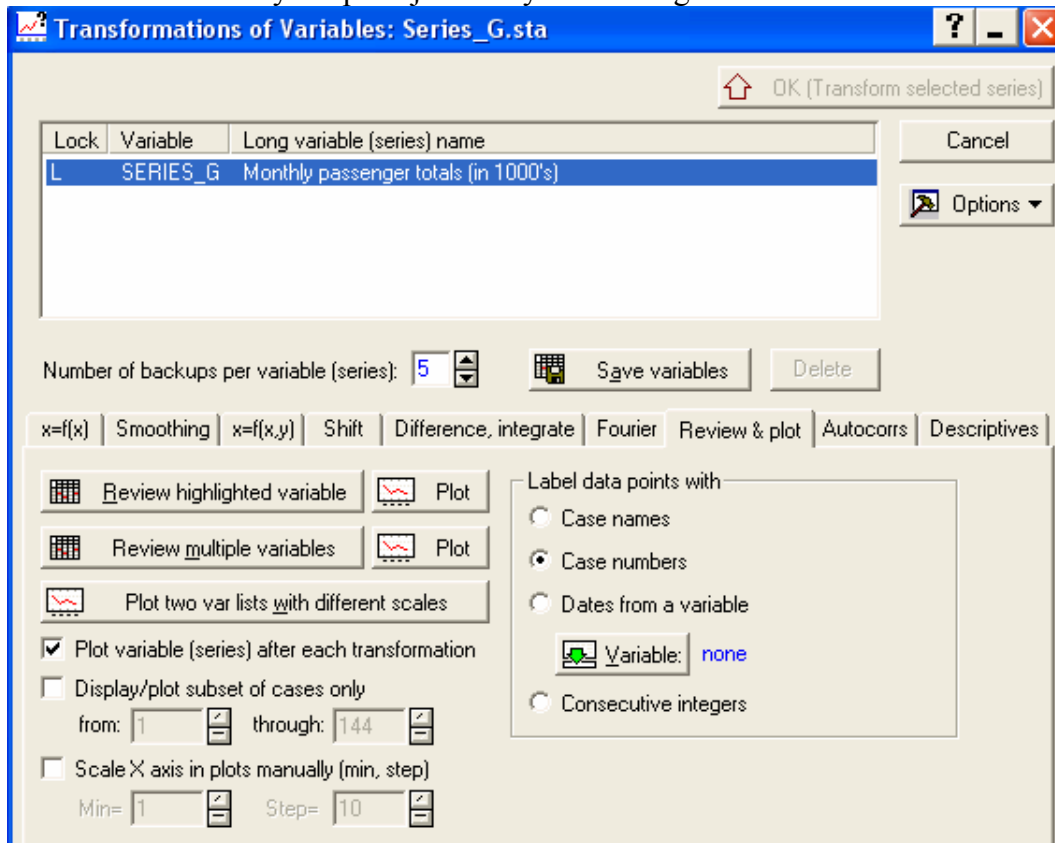 Transformations of Variables: Series_G.sta
OK (Transform selected series)
Lock Variable Long variable (series) name
Cancel
L SERIES_G Monthly passenger totals (in 1000's)
Options
Number of backups per variable (series): 5 Save variables Delete
x=f(x) Smoothing x=f(x,y) Shift Difference, integrate Fourier Review & plot Autocorrs Descriptives
Review highlighted variable Plot
Label data points with
Case names
Review multiple variables Plot
Case numbers
Plot two var lists with different scales
Dates from a variable
Plot variable (series) after each transformation
Variable: none
Display/plot subset of cases only
Consecutive integers
from: 1 through: 144
Scale X axis in plots manually (min, step)
Min= 1 Step= 10